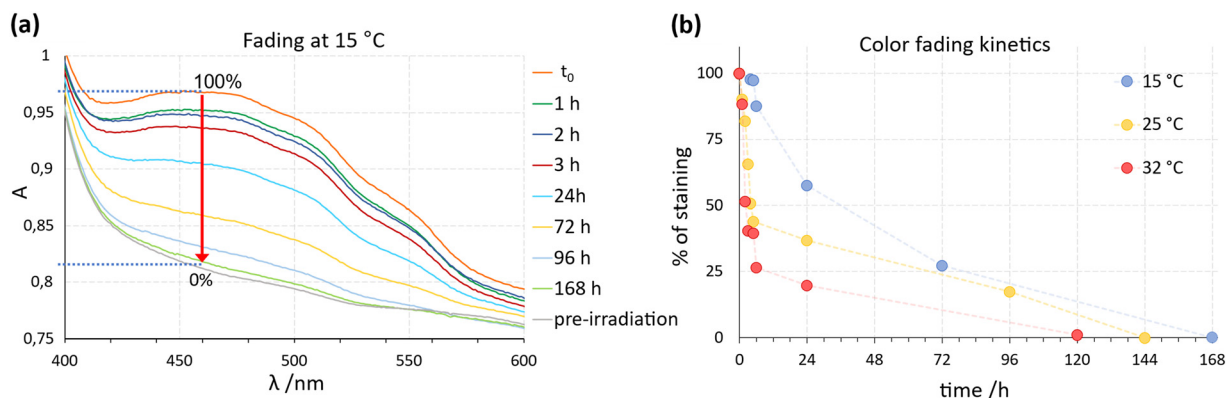 (a)
Fading at 15 °C
1
0,95
0,9
0,85
0,8
0,75
A
100%
0%
400
450
500
550
600
λ /nm
t0
1 h
2 h
3 h
24h
72 h
96 h
168 h
pre-irradiation
(b)
Color fading kinetics
100
75
50
25
0
% of staining
0
24
48
72
96
120
144
168
time /h
15 °C
25 °C
32 °C